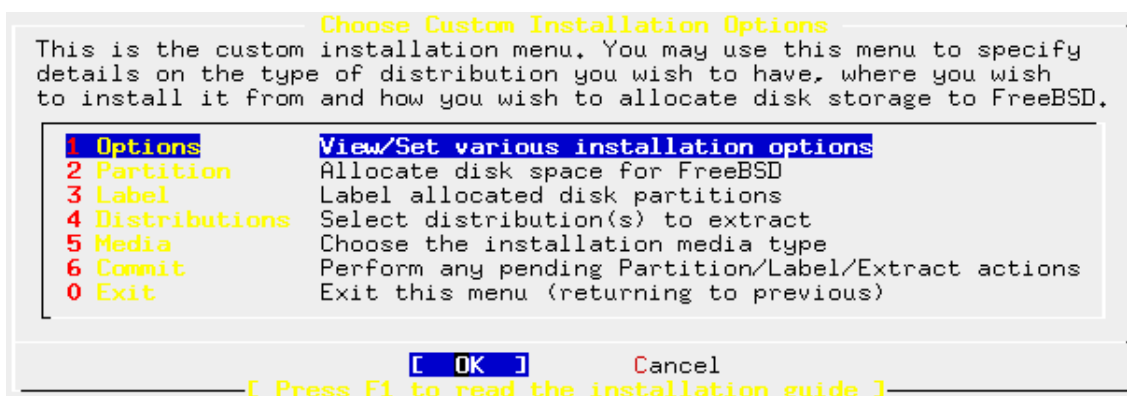 Choose Custom Installation Options
This is the custom installation menu. You may use this menu to specify
details on the type of distribution you wish to have, where you wish
to install it from and how you wish to allocate disk storage to FreeBSD.
1 Options View/Set various installation options
2 Partition Allocate disk space for FreeBSD
3 Label Label allocated disk partitions
4 Distributions Select distribution(s) to extract
5 Media Choose the installation media type
6 Commit Perform any pending Partition/Label/Extract actions
0 Exit Exit this menu (returning to previous)
[ OK ] Cancel
[ Press F1 to read the installation guide ]